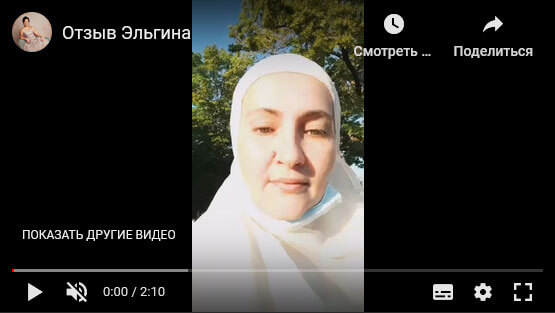 Отзыв Эльгина
Смотреть ...
Поделиться
ПОКАЗАТЬ ДРУГИЕ ВИДЕО
0:00 / 2:10